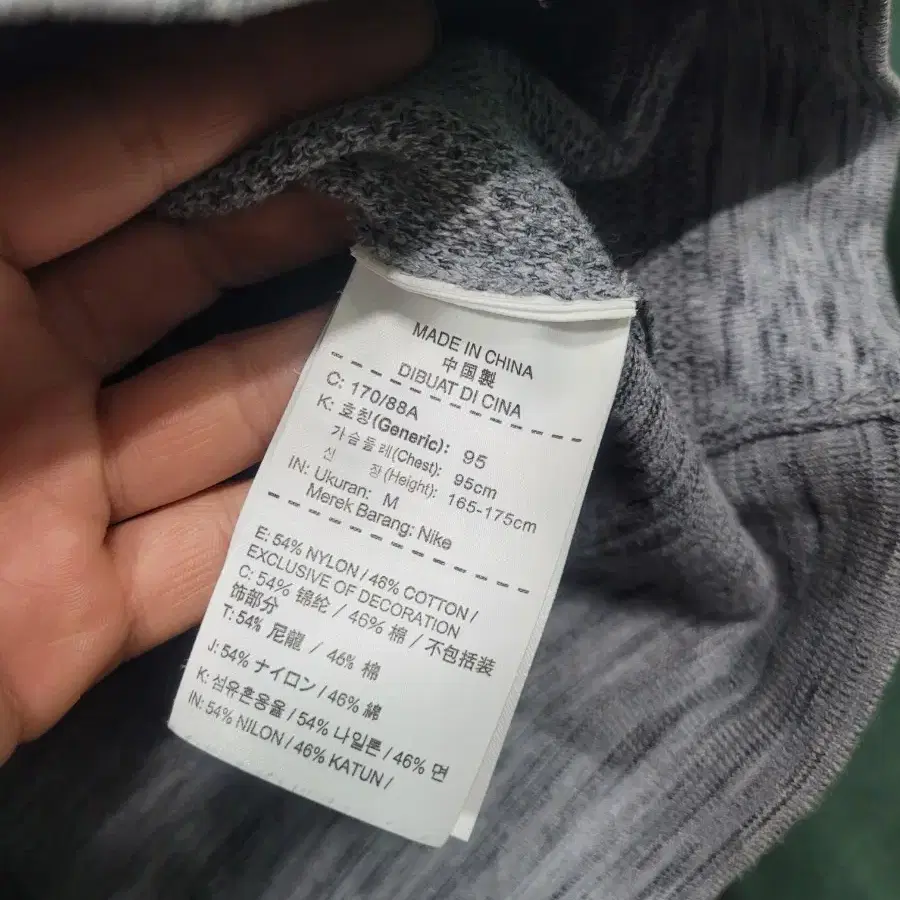 MADE IN CHINA
中国製
DIBUAT DI CINA
C: 170/88A
K: 호칭(Generic): 95
가슴둘레(Chest): 95cm
신 장(Height): 165-175cm
IN: Ukuran: M
Merek Barang: Nike
E: 54% NYLON / 46% COTTON /
EXCLUSIVE OF DECORATION
C: 54% 锦纶 / 46% 棉 / 不包括装
饰部分
T: 54% 尼龍 / 46% 棉
J: 54% ナイロン / 46% 綿
K: 섬유혼용율 / 54% 나일론 / 46% 면
IN: 54% NILON / 46% KATUN /